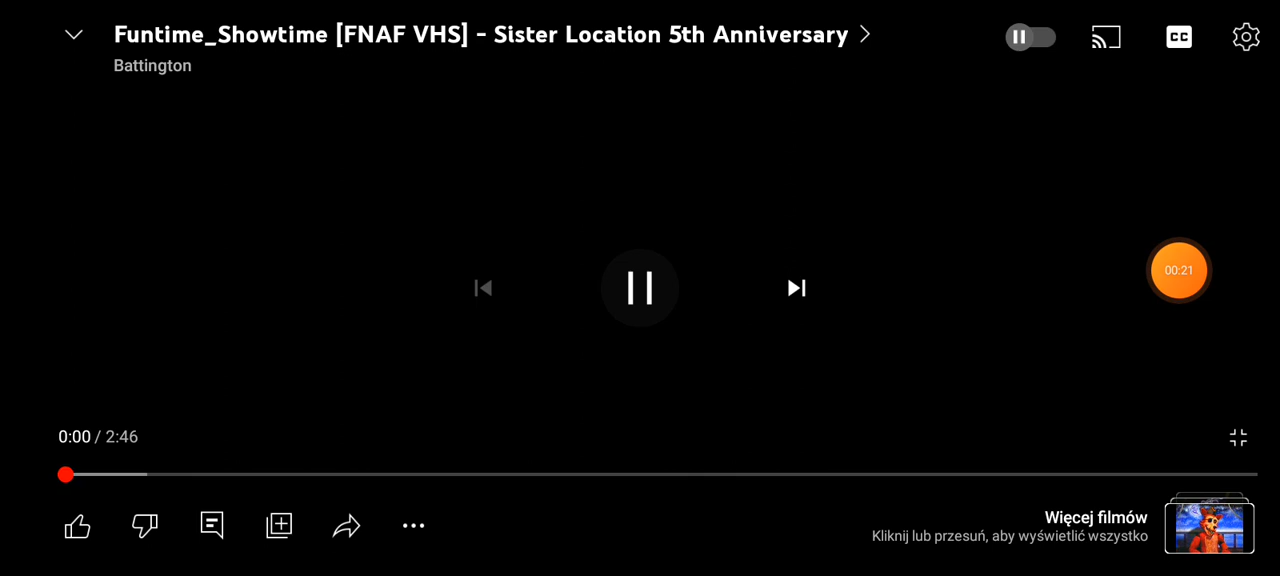 Funtime_Showtime [FNAF VHS] - Sister Location 5th Anniversary
Battington
CC
00:21
0:00 / 2:46
Więcej filmów
Kliknij lub przesuń, aby wyświetlić wszystko